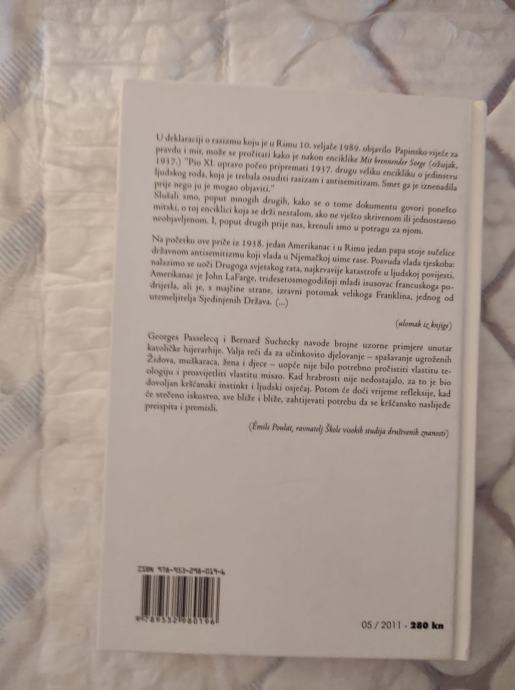 U deklaraciji o rasizmu koju je u Rimu 10. veljače 1989. objavilo Papinsko vijeće za
pravdu i mir, može se pročitati kako je nakon enciklike Mit brennender Sorge (ožujak,
1937.) "Pio XI. upravo počeo pripremati 1937. drugu veliku encikliku o jedinstvu
ljudskog roda, koja je trebala osuditi rasizam i antisemitizam. Smrt ga je iznenadila
prije nego ju je mogao objaviti."
Slušali smo, poput mnogih drugih, kako se o tome dokumentu govori ponešto
mitski, o toj enciklici koja se drži nestalom, ako ne vješto skrivenom ili jednostavno
neobjavljenom. I, poput drugih prije nas, krenuli smo u potragu za njom.
Na početku ove priče iz 1938. jedan Amerikanac i u Rimu jedan papa stoje sučelice
državnom antisemitizmu koji vlada u Njemačkoj uime rase. Posvuda vlada tjeskoba:
nalazimo se uoči Drugoga svjetskog rata, najkrvavije katastrofe u ljudskoj povijesti.
Amerikanac je John LaFarge, tridesetosmogodišnji mladi isusovac francuskoga po-
drijetla, ali je, s majčine strane, izravni potomak velikoga Franklina, jednog od
utemeljitelja Sjedinjenih Država. (...)
(ulomak iz knjige)
Georges Passelecq i Bernard Suchecky navode brojne uzorne primjere unutar
katoličke hijerarhije. Valja reći da za učinkovito djelovanje – spašavanje ugroženih
Židova, muškaraca, žena i djece – uopće nije bilo potrebno pročistiti vlastitu te-
ologiju i prosvijetliti vlastitu misao. Kad hrabrosti nije nedostajalo, za to je bio
dovoljan kršćanski instinkt i ljudski osjećaj. Potom će doći vrijeme refleksije, kad
će stečeno iskustvo, sve bliže i bliže, zahtijevati potrebu da se kršćansko naslijeđe
preispita i premisli.
(Émile Poulat, ravnatelj Škole visokih studija društvenih znanosti)
ISBN 978-953-298-019-6
9 789532 980196
05 / 2011 - 280 kn